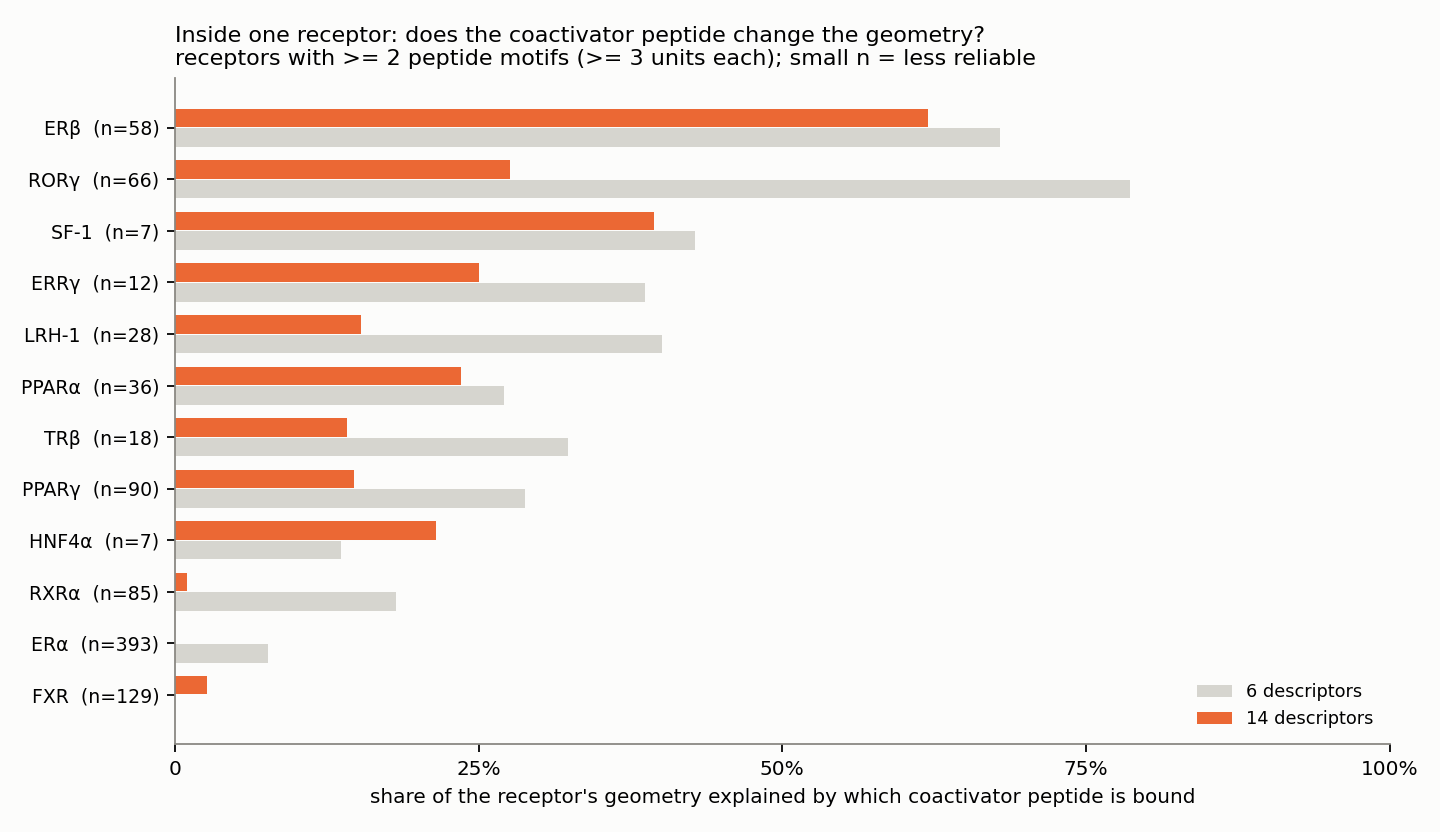 Inside one receptor: does the coactivator peptide change the geometry?
receptors with >= 2 peptide motifs (>= 3 units each); small n = less reliable
ERβ (n=58)
RORγ (n=66)
SF-1 (n=7)
ERRγ (n=12)
LRH-1 (n=28)
PPARα (n=36)
TRβ (n=18)
PPARγ (n=90)
HNF4α (n=7)
RXRα (n=85)
ERα (n=393)
FXR (n=129)
6 descriptors
14 descriptors
0 25% 50% 75% 100%
share of the receptor's geometry explained by which coactivator peptide is bound